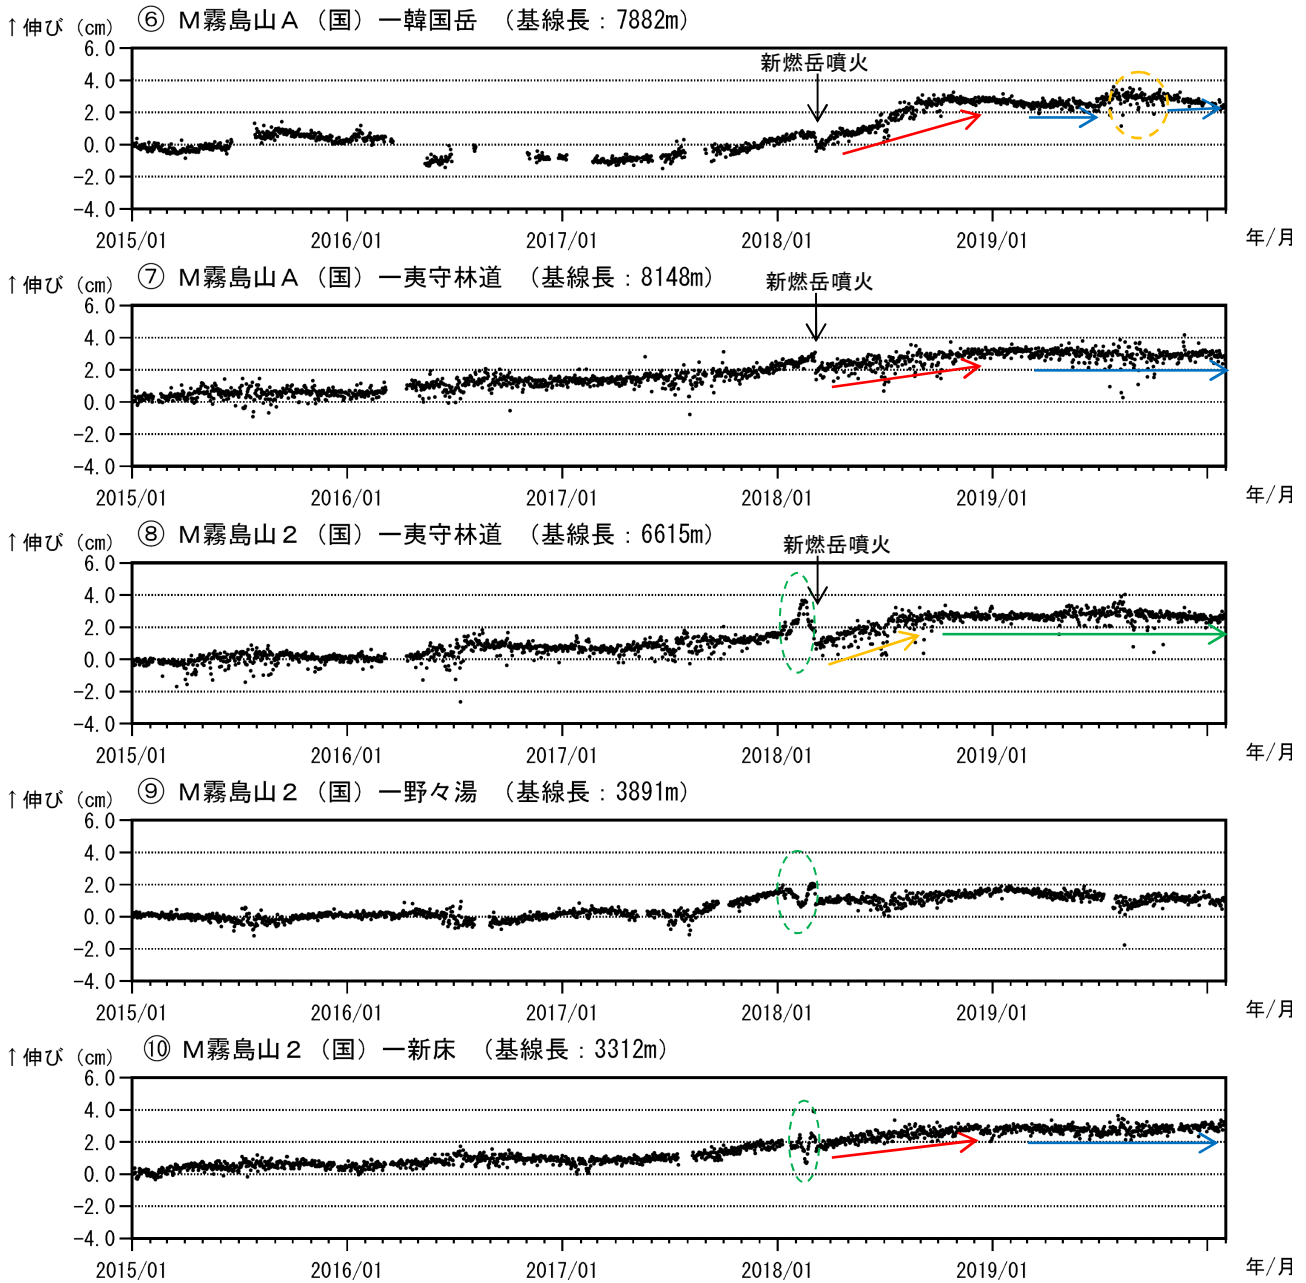 ↑伸び (cm) ⑥ Ｍ霧島山Ａ（国）ー韓国岳 （基線長：7882m）
6.0
新燃岳噴火
4.0
2.0
0.0
-2.0
-4.0
2015/01 2016/01 2017/01 2018/01 2019/01 年/月
↑伸び (cm) ⑦ Ｍ霧島山Ａ（国）ー夷守林道 （基線長：8148m）
新燃岳噴火
6.0
4.0
2.0
0.0
-2.0
-4.0
2015/01 2016/01 2017/01 2018/01 2019/01 年/月
↑伸び (cm) ⑧ Ｍ霧島山２（国）ー夷守林道 （基線長：6615m）
新燃岳噴火
6.0
4.0
2.0
0.0
-2.0
-4.0
2015/01 2016/01 2017/01 2018/01 2019/01 年/月
↑伸び (cm) ⑨ Ｍ霧島山２（国）ー野々湯 （基線長：3891m）
6.0
4.0
2.0
0.0
-2.0
-4.0
2015/01 2016/01 2017/01 2018/01 2019/01 年/月
↑伸び (cm) ⑩ Ｍ霧島山２（国）ー新床 （基線長：3312m）
6.0
4.0
2.0
0.0
-2.0
-4.0
2015/01 2016/01 2017/01 2018/01 2019/01 年/月